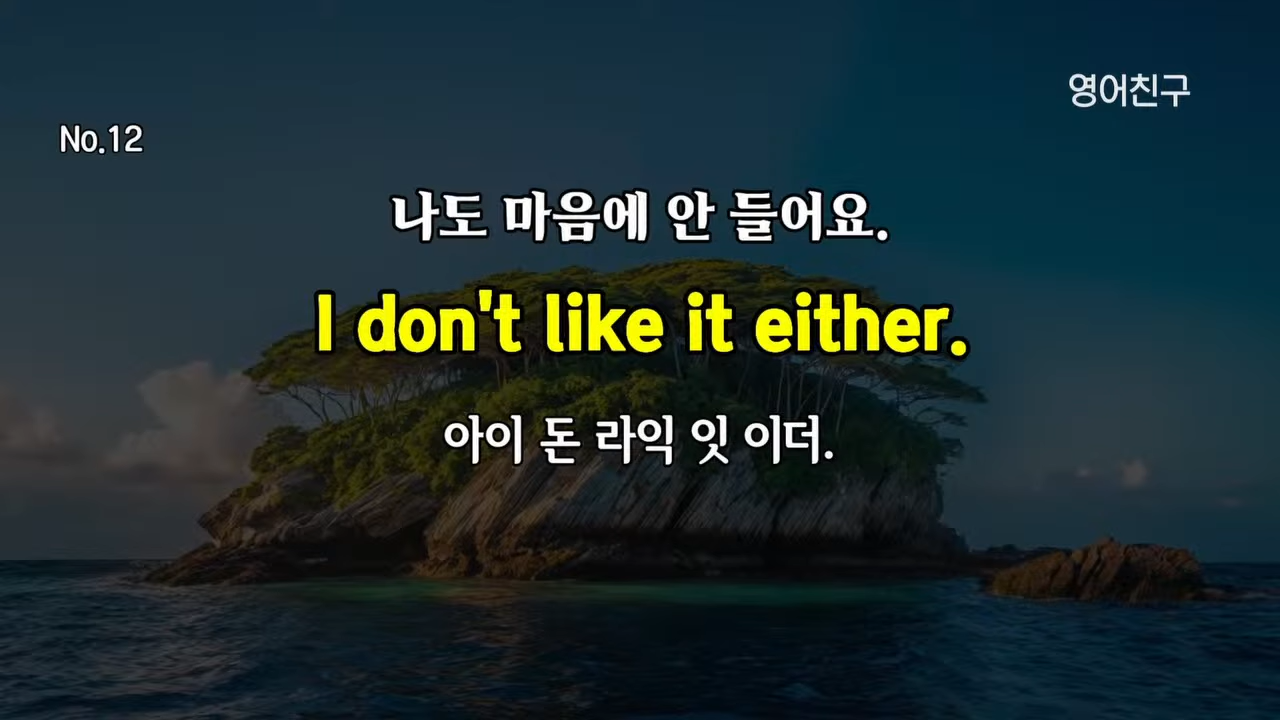 영어친구
No.12
나도 마음에 안 들어요.
I don't like it either.
아이 돈 라익 잇 이더.